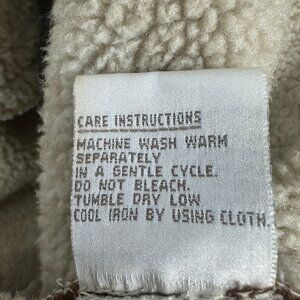 CARE INSTRUCTIONS
MACHINE WASH WARM
SEPARATELY
IN A GENTLE CYCLE.
DO NOT BLEACH.
TUMBLE DRY LOW
COOL IRON BY USING CLOTH.